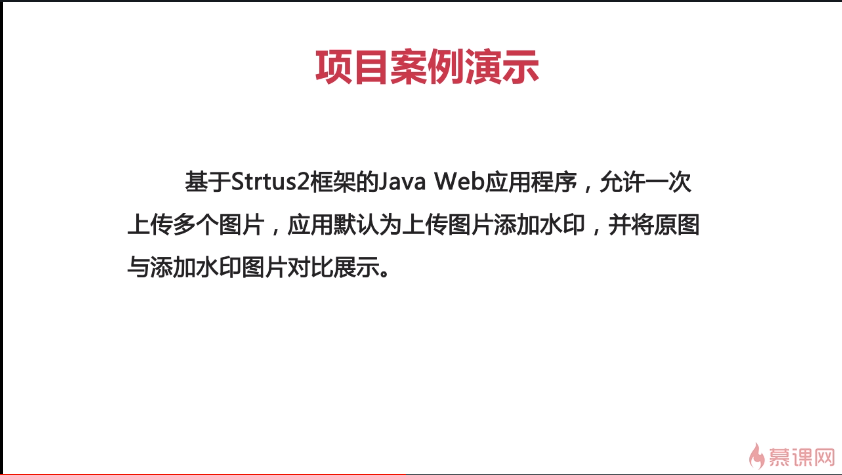 项目案例演示
基于Strtus2框架的Java Web应用程序，允许一次
上传多个图片，应用默认为上传图片添加水印，并将原图
与添加水印图片对比展示。
慕课网